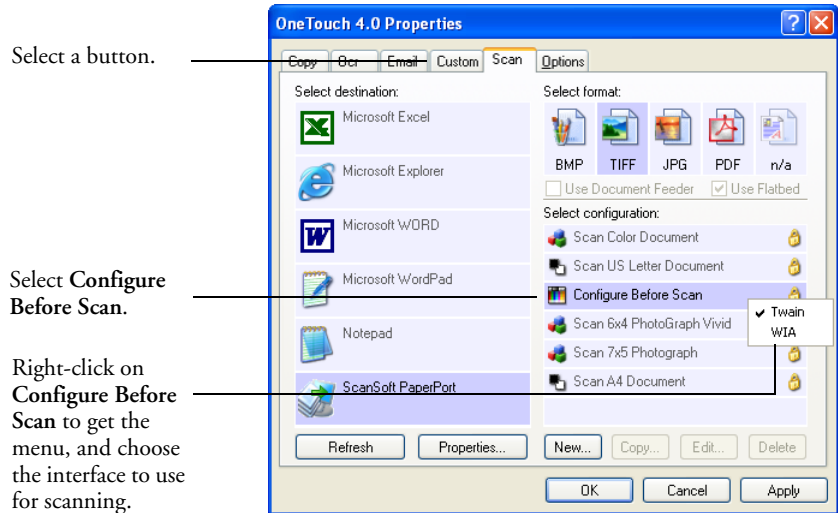 Select a button.
Select Configure
Before Scan.
Right-click on
Configure Before
Scan to get the
menu, and choose
the interface to use
for scanning.
OneTouch 4.0 Properties
Copy Ocr Email Custom Scan Options
Select destination:
Microsoft Excel
Microsoft Explorer
Microsoft WORD
Microsoft WordPad
Notepad
ScanSoft PaperPort
Refresh Properties...
Select format:
BMP TIFF JPG PDF n/a
Use Document Feeder Use Flatbed
Select configuration:
Scan Color Document
Scan US Letter Document
Configure Before Scan
Twain
WIA
Scan 6x4 PhotoGraph Vivid
Scan 7x5 Photograph
Scan A4 Document
New... Copy... Edit... Delete
OK Cancel Apply